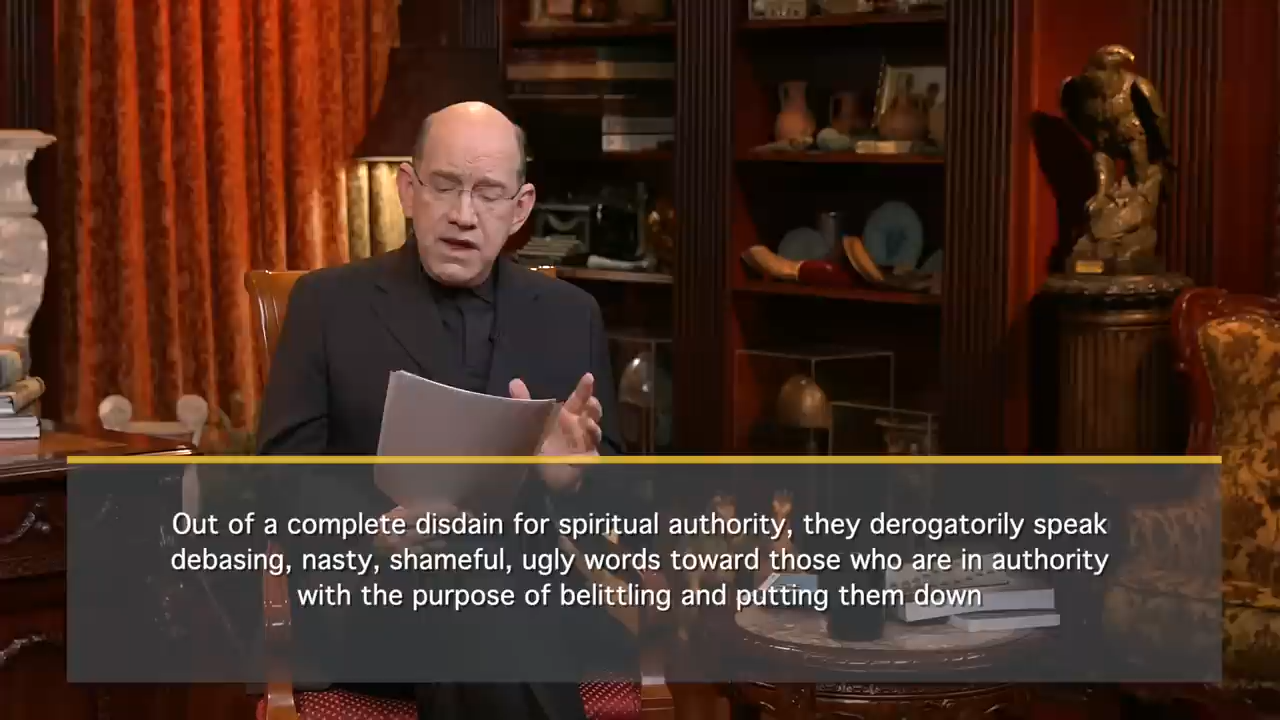 Out of a complete disdain for spiritual authority, they derogatorily speak
debasing, nasty, shameful, ugly words toward those who are in authority
with the purpose of belittling and putting them down